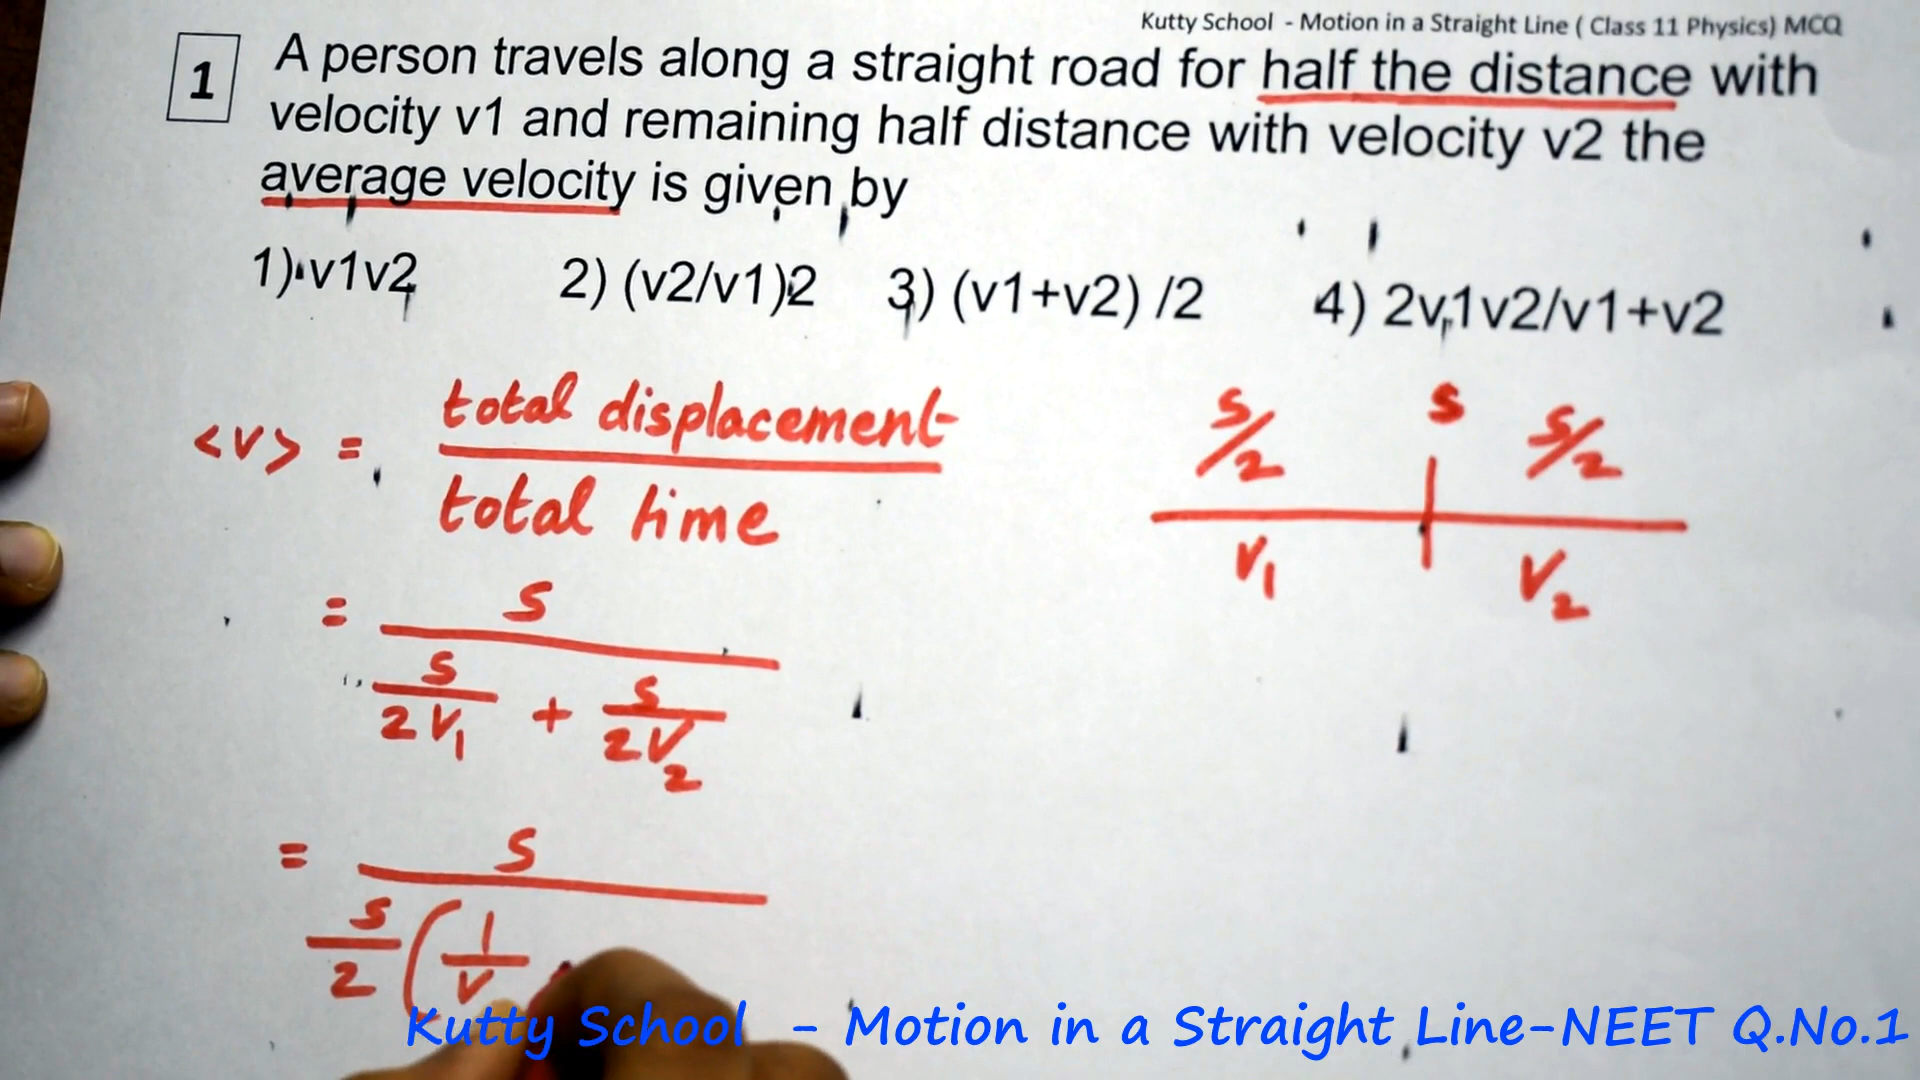 Kutty School - Motion in a Straight Line ( Class 11 Physics) MCQ
1 A person travels along a straight road for half the distance with
velocity v1 and remaining half distance with velocity v2 the
average velocity is given by
1) v1v2 2) (v2/v1)2 3) (v1+v2) /2 4) 2v1v2/v1+v2
<v> = total displacement
total time
S/2 S S/2
V1 V2
= S
S/2V1 + S/2V2
= S
S/2 ( 1/V
Kutty School - Motion in a Straight Line-NEET Q.No.1